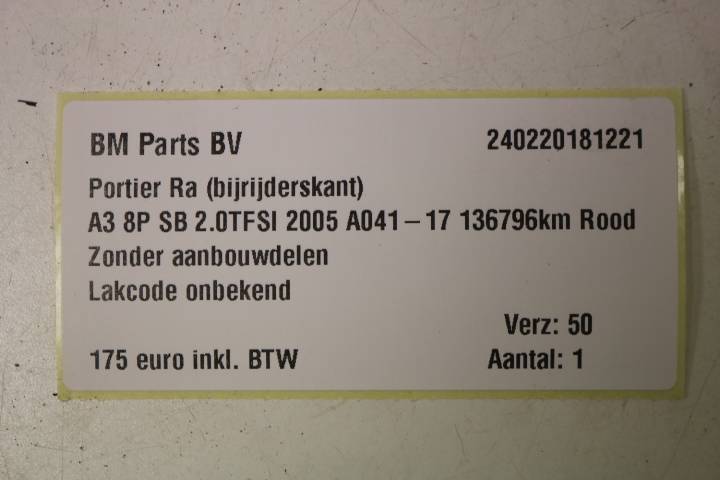 BM Parts BV 240220181221
Portier Ra (bijrijderskant)
A3 8P SB 2.0TFSI 2005 A041-17 136796km Rood
Zonder aanbouwdelen
Lakcode onbekend
Verz: 50
175 euro inkl. BTW Aantal: 1